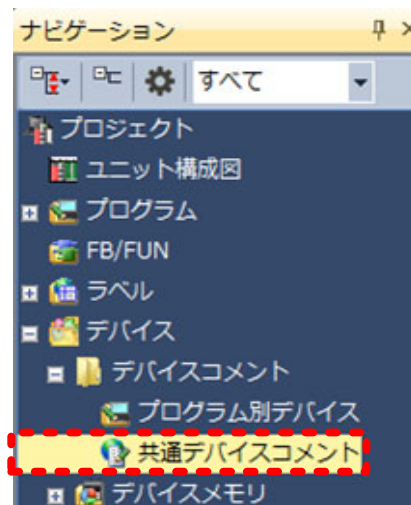 ナビゲーション
すべて
プロジェクト
ユニット構成図
プログラム
FB/FUN
ラベル
デバイス
デバイスコメント
プログラム別デバイス
共通デバイスコメント
デバイスメモリ